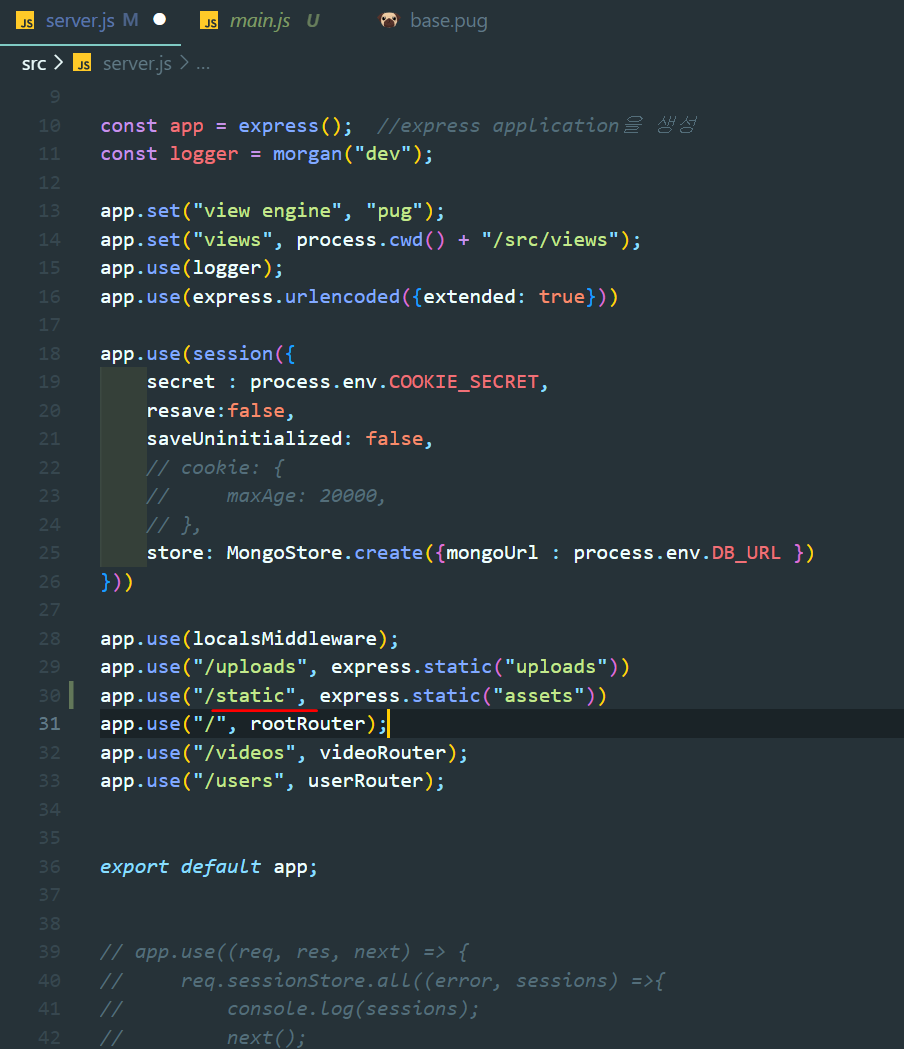 JS server.js M JS main.js U base.pug
src > JS server.js > ...
9
10 const app = express();  //express application을 생성
11 const logger = morgan("dev");
12
13 app.set("view engine", "pug");
14 app.set("views", process.cwd() + "/src/views");
15 app.use(logger);
16 app.use(express.urlencoded({extended: true}))
17
18 app.use(session({
19     secret : process.env.COOKIE_SECRET,
20     resave:false,
21     saveUninitialized: false,
22     // cookie: {
23     //     maxAge: 20000,
24     // },
25     store: MongoStore.create({mongoUrl : process.env.DB_URL })
26 }))
27
28 app.use(localsMiddleware);
29 app.use("/uploads", express.static("uploads"))
30 app.use("/static", express.static("assets"))
31 app.use("/", rootRouter);
32 app.use("/videos", videoRouter);
33 app.use("/users", userRouter);
34
35
36 export default app;
37
38
39 // app.use((req, res, next) => {
40 //     req.sessionStore.all((error, sessions) =>{
41 //         console.log(sessions);
42 //         next();